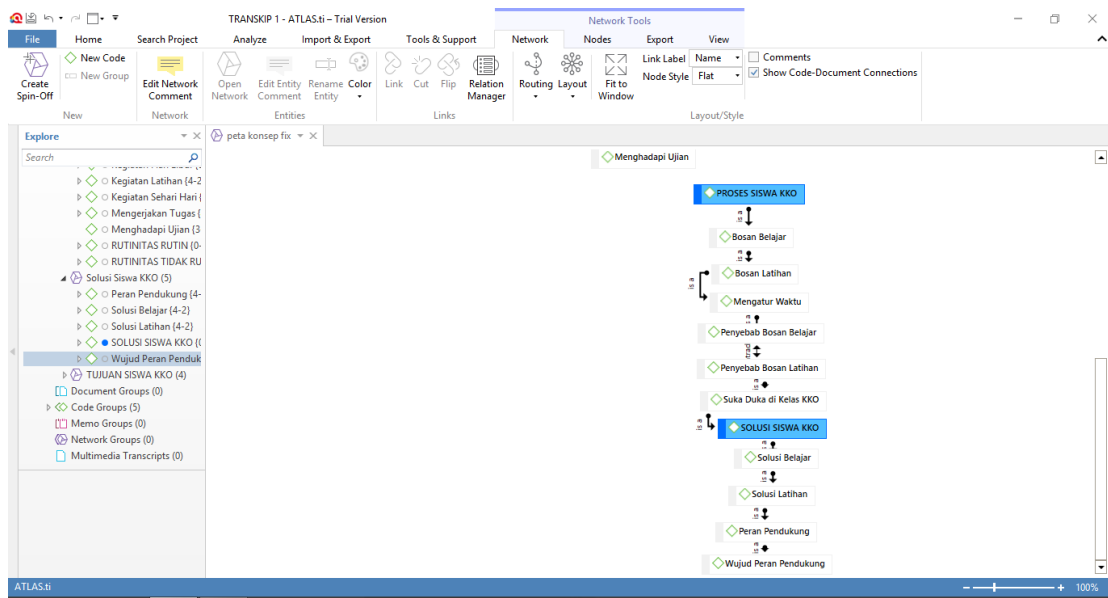 TRANSKIP 1 - ATLAS.ti – Trial Version
Network Tools
File Home Search Project Analyze Import & Export Tools & Support Network Nodes Export View
Create Spin-Off
New Code
New Group
New
Edit Network Comment
Network
Open Network
Edit Entity Comment
Rename Entity
Color
Entities
Link Cut Flip
Relation Manager
Links
Routing Layout
Fit to Window
Link Label Name
Node Style Flat
Comments
Show Code-Document Connections
Layout/Style
Explore
peta konsep fix
Search
Kegiatan Latihan {4-2
Kegiatan Sehari Hari {
Mengerjakan Tugas {
Menghadapi Ujian {3
RUTINITAS RUTIN {0-
RUTINITAS TIDAK RU
Solusi Siswa KKO (5)
Peran Pendukung {4-
Solusi Belajar {4-2}
Solusi Latihan {4-2}
SOLUSI SISWA KKO {(
Wujud Peran Penduk
TUJUAN SISWA KKO (4)
Document Groups (0)
Code Groups (5)
Memo Groups (0)
Network Groups (0)
Multimedia Transcripts (0)
Menghadapi Ujian
PROSES SISWA KKO
is a
Bosan Belajar
is a
Bosan Latihan
is a
Mengatur Waktu
is a
Penyebab Bosan Belajar
trad
Penyebab Bosan Latihan
is a
Suka Duka di Kelas KKO
is a
SOLUSI SISWA KKO
is a
Solusi Belajar
is a
Solusi Latihan
is a
Peran Pendukung
is a
Wujud Peran Pendukung
ATLAS.ti
100%